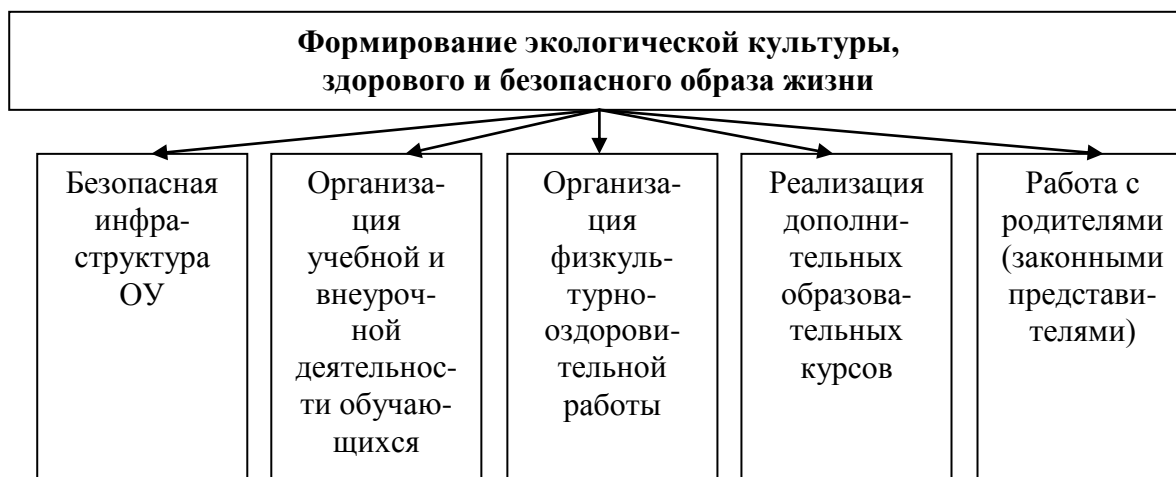 Формирование экологической культуры,
здорового и безопасного образа жизни
Безопасная
инфра-
структура
ОУ
Организа-
ция
учебной и
внеуроч-
ной
деятельнос-
ти обучаю-
щихся
Организа-
ция
физкуль-
турно-
оздорови-
тельной
работы
Реализация
дополни-
тельных
образова-
тельных
курсов
Работа с
родителями
(законными
представи-
телями)